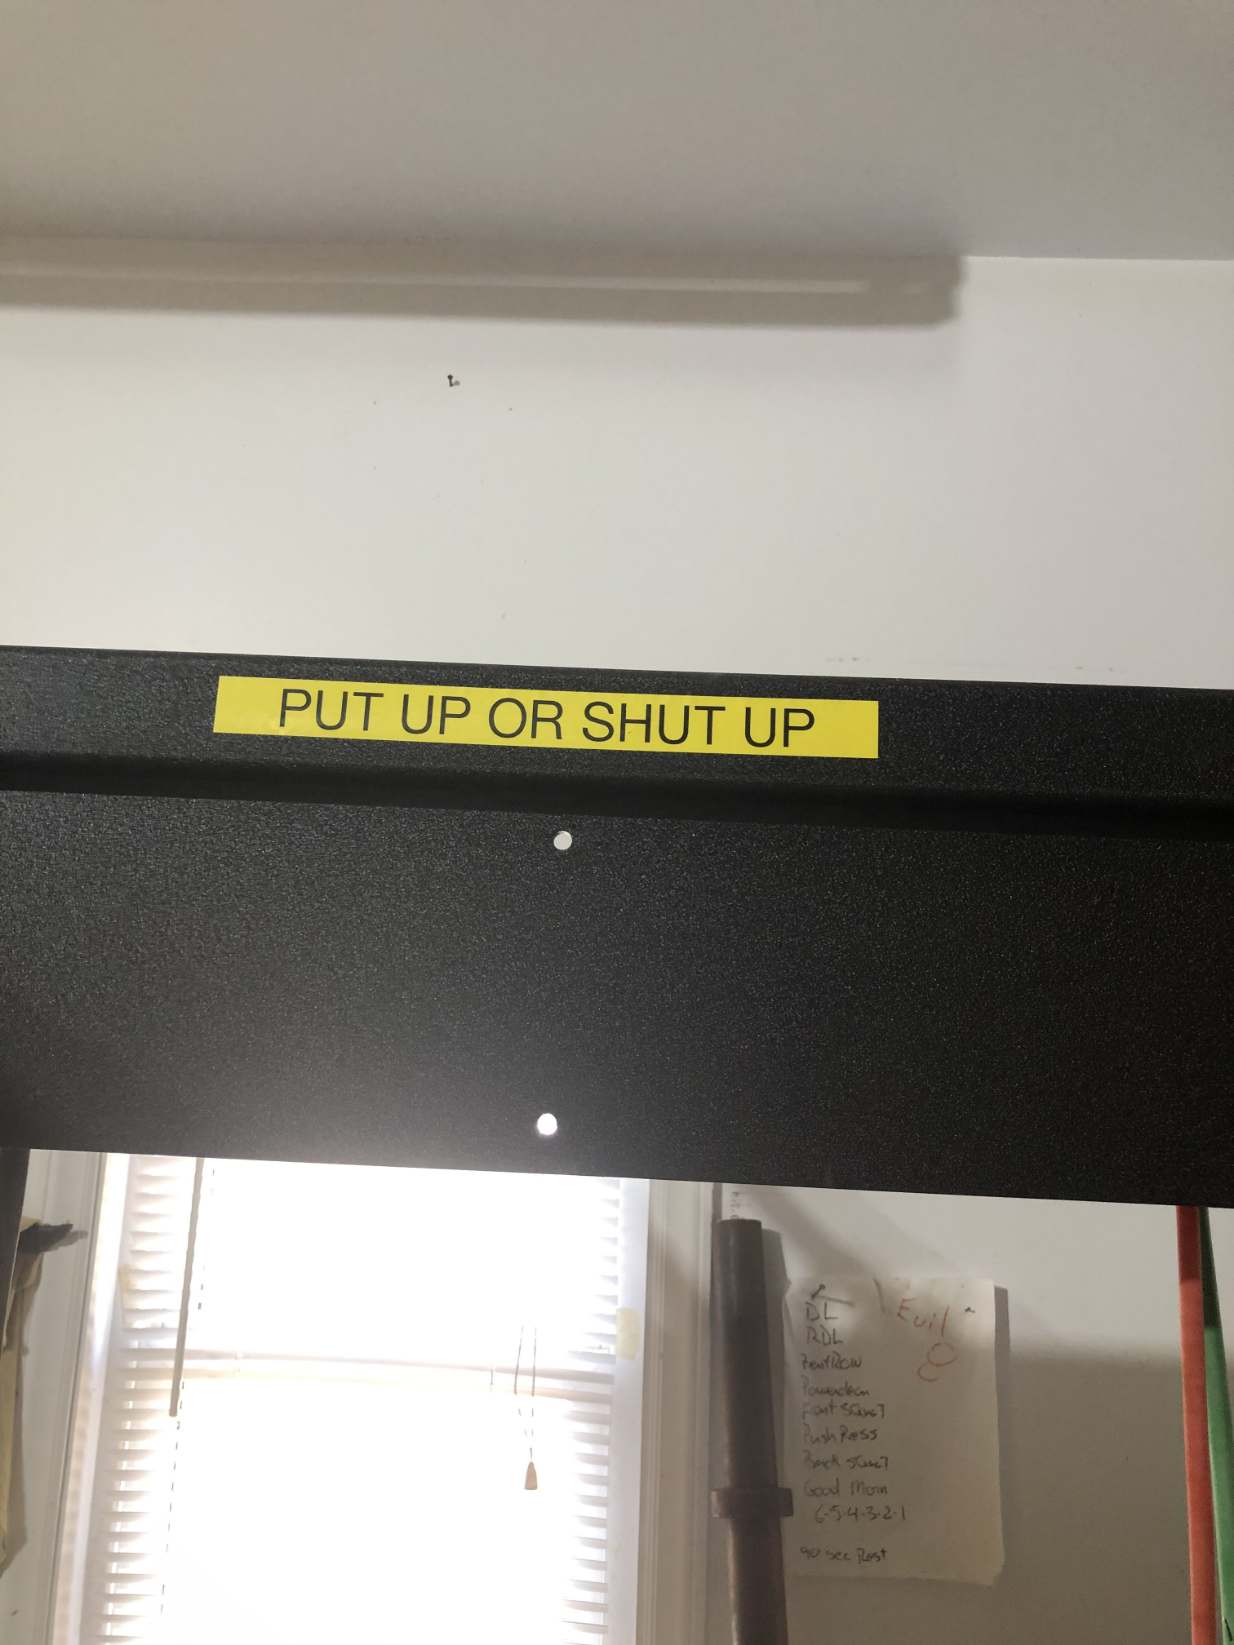 PUT UP OR SHUT UP
Evil
8
DL
RDL
Bent Row
Powerclean
Front Squat
Push Press
Back Squat
Good Morn
6-5-4-3-2-1
90 sec Rest